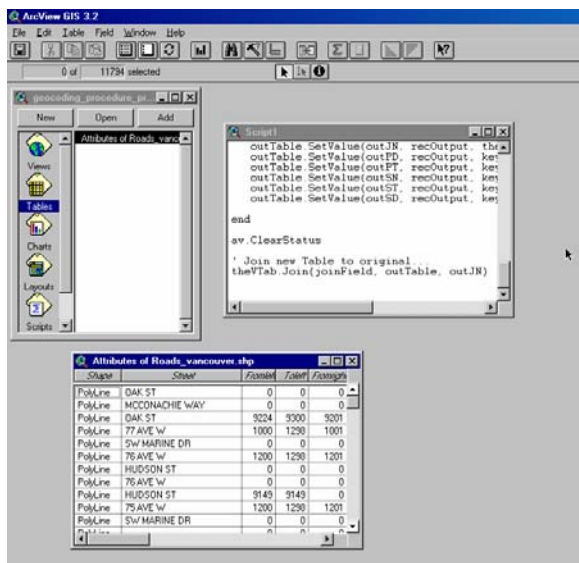 ArcView GIS 3.2
File Edit Table Field Window Help
0 of 11794 selected
geocoding_procedure_pr...
New Open Add
Attributes of Roads_vanco
Views
Tables
Charts
Layouts
Scripts
Script1
outTable.SetValue(outJN, recOutput, the
outTable.SetValue(outPD, recOutput, key
outTable.SetValue(outPT, recOutput, key
outTable.SetValue(outSN, recOutput, key
outTable.SetValue(outST, recOutput, key
outTable.SetValue(outSD, recOutput, key
end
av.ClearStatus
' Join new Table to original...
theVTab.Join(joinField, outTable, outJN)
Attributes of Roads_vancouver.shp
Shape Street Fromleft Toleft Fromright
PolyLine OAK ST 0 0 0
PolyLine MCCONACHIE WAY 0 0 0
PolyLine OAK ST 9224 9300 9201
PolyLine 77 AVE W 1000 1298 1001
PolyLine SW MARINE DR 0 0 0
PolyLine 76 AVE W 1200 1298 1201
PolyLine HUDSON ST 0 0 0
PolyLine 76 AVE W 0 0 0
PolyLine HUDSON ST 9149 9149 0
PolyLine 75 AVE W 1200 1298 1201
PolyLine SW MARINE DR 0 0 0